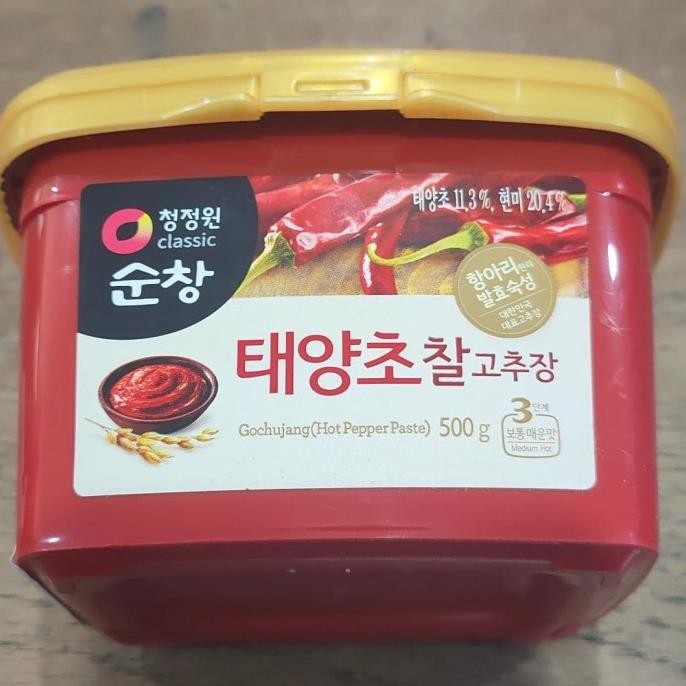 태양초 11.3%, 현미 20.4%
청정원
classic
순창
항아리원리
발효숙성
대한민국
대표고추장
태양초찰고추장
Gochujang(Hot Pepper Paste) 500 g
3단계
보통매운맛
Medium Hot